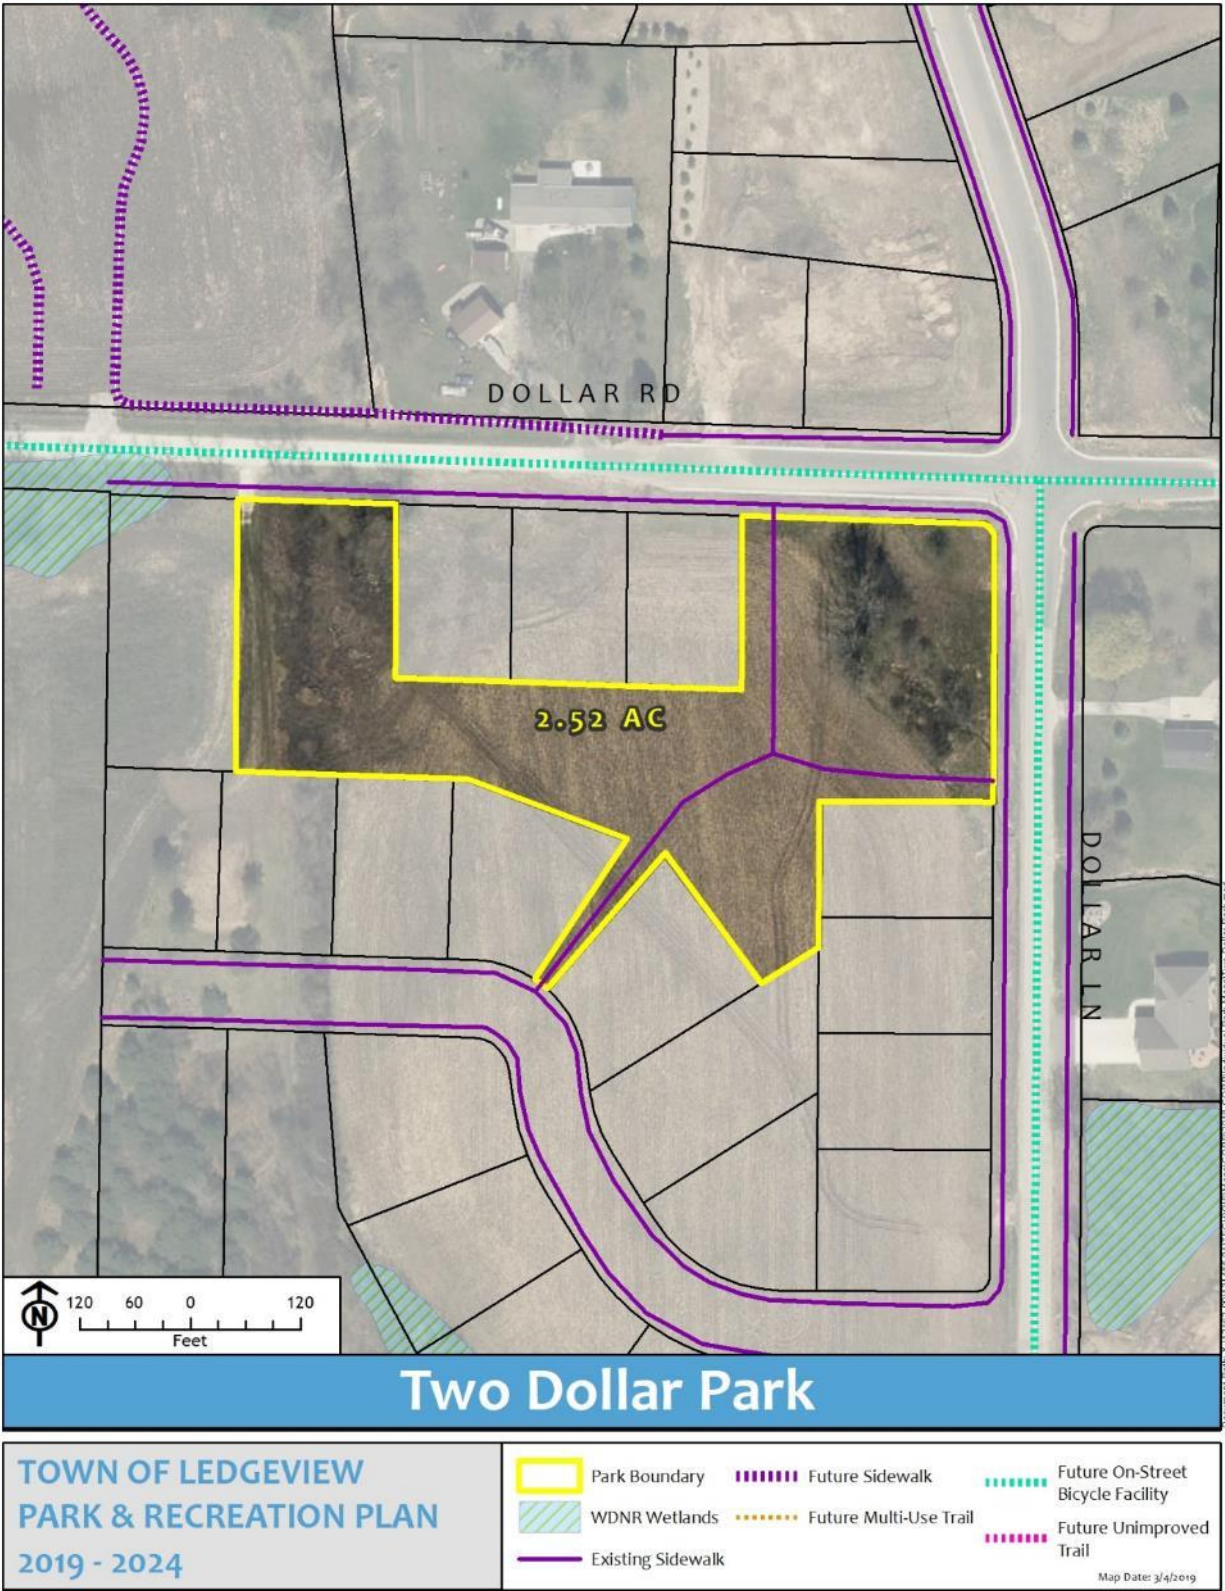 DOLLAR RD
2.52 AC
DOLLAR LN
N
120 60 0 120
Feet
Two Dollar Park
TOWN OF LEDGEVIEW
PARK & RECREATION PLAN
2019 - 2024
Park Boundary
WDNR Wetlands
Existing Sidewalk
Future Sidewalk
Future Multi-Use Trail
Future On-Street
Bicycle Facility
Future Unimproved
Trail
Map Date: 3/4/2019